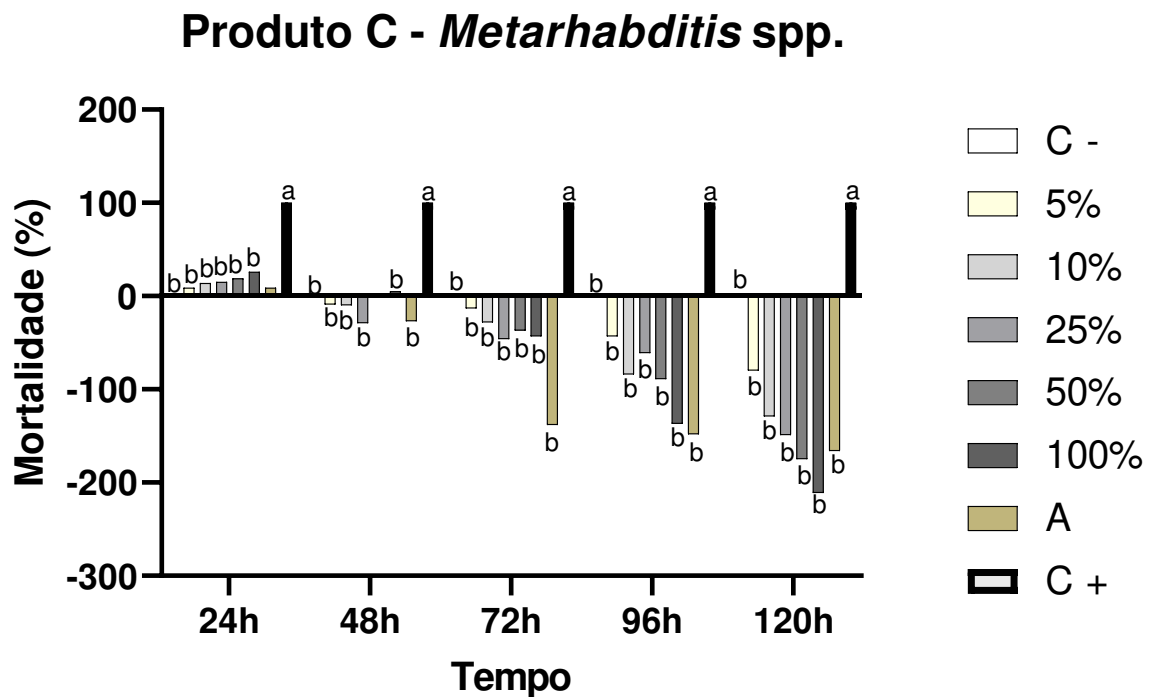 Produto C - Metarhabditis spp.
Mortalidade (%)
200
100
0
-100
-200
-300
b b b b b b a
b b b b b b a
b b b b b b b a
b b b b b b b a
b b b b b b b a
24h 48h 72h 96h 120h
Tempo
C -
5%
10%
25%
50%
100%
A
C +